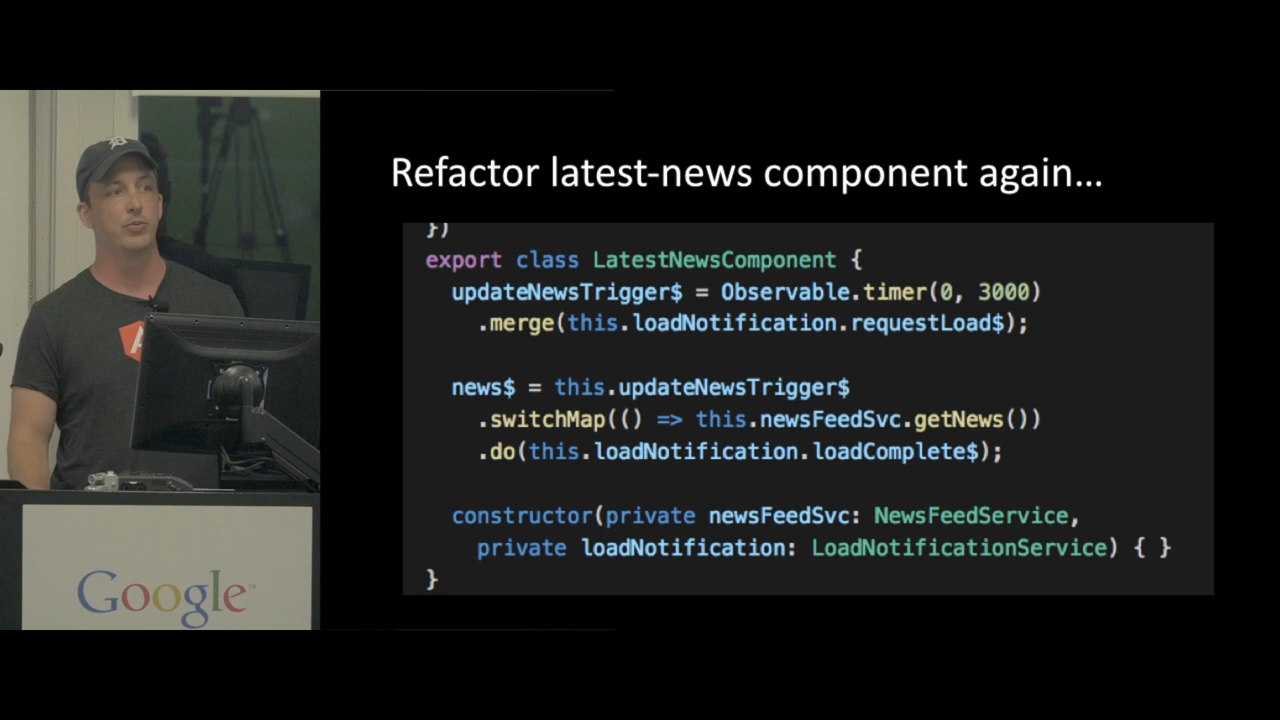 Refactor latest-news component again...
})
export class LatestNewsComponent {
updateNewsTrigger$ = Observable.timer(0, 3000)
.merge(this.loadNotification.requestLoad$);
news$ = this.updateNewsTrigger$
.switchMap(() => this.newsFeedSvc.getNews())
.do(this.loadNotification.loadComplete$);
constructor(private newsFeedSvc: NewsFeedService,
private loadNotification: LoadNotificationService) { }
}
D
A
Google™